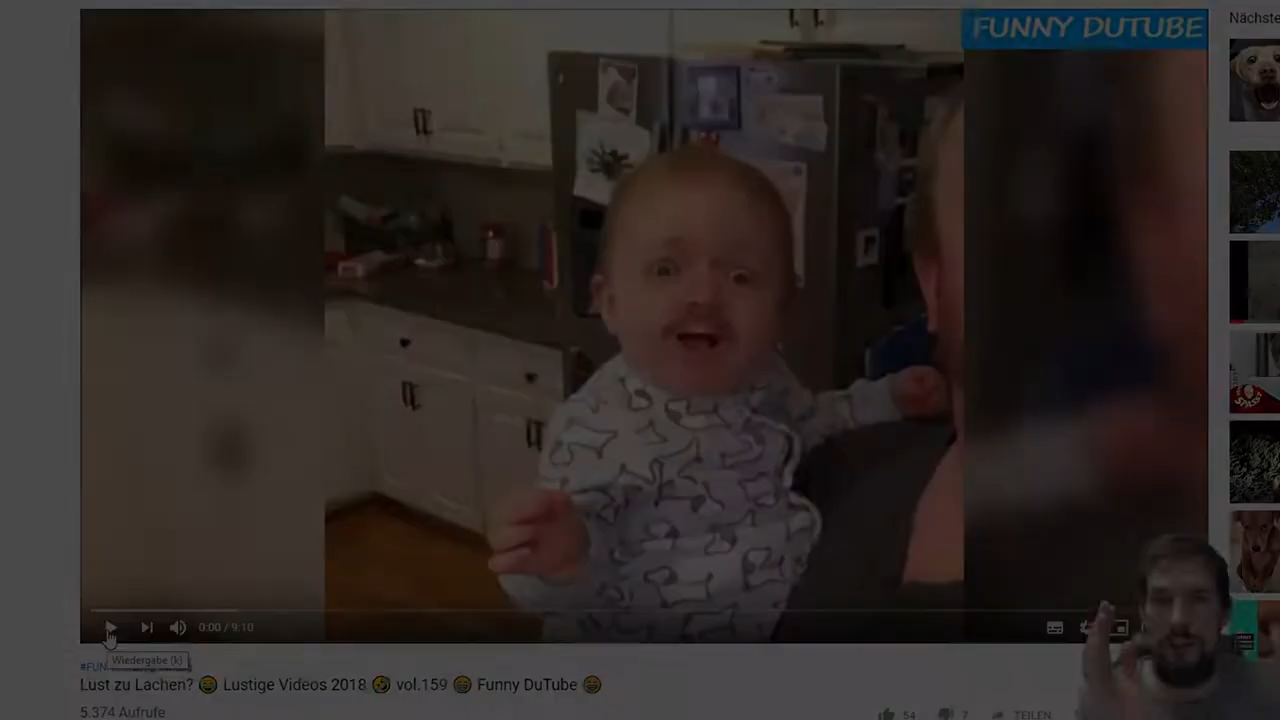 FUNNY DUTUBE
Nächste
0:00 / 9:10
Wiedergabe (k)
#FUN
Lust zu Lachen? 😄 Lustige Videos 2018 🤣 vol.159 😄 Funny DuTube 😄
5.374 Aufrufe
54
7
TEILEN